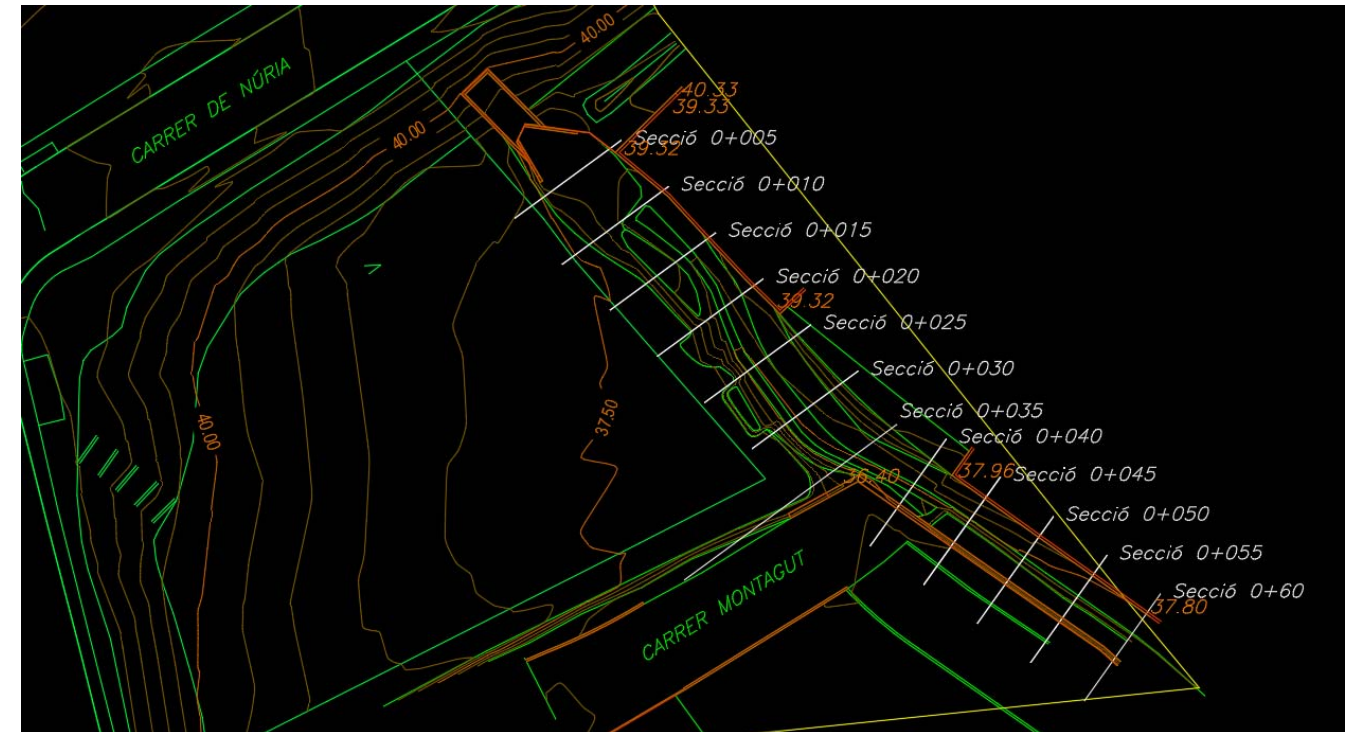 40.00
CARRER DE NÚRIA
40.00
40.33
39.33
Secció 0+005
39.32
Secció 0+010
Secció 0+015
Secció 0+020
39.32
Secció 0+025
Secció 0+030
Secció 0+035
40.00
37.50
Secció 0+040
37.96
Secció 0+045
36.40
Secció 0+050
Secció 0+055
CARRER MONTAGUT
Secció 0+60
37.80